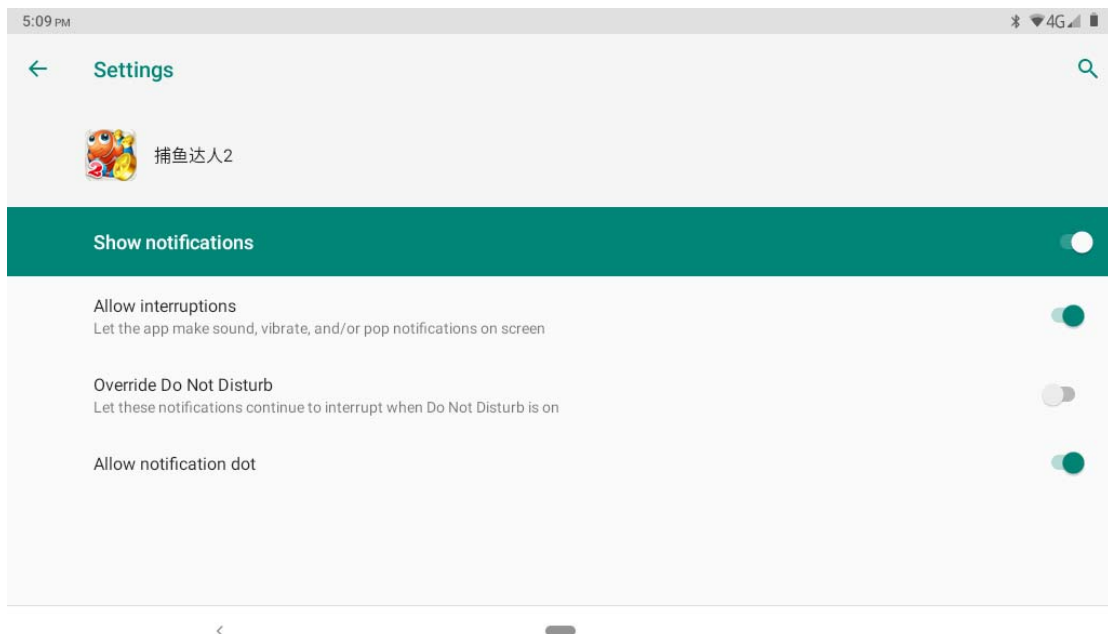 5:09 PM
4G
Settings
2
捕鱼达人2
Show notifications
Allow interruptions
Let the app make sound, vibrate, and/or pop notifications on screen
Override Do Not Disturb
Let these notifications continue to interrupt when Do Not Disturb is on
Allow notification dot